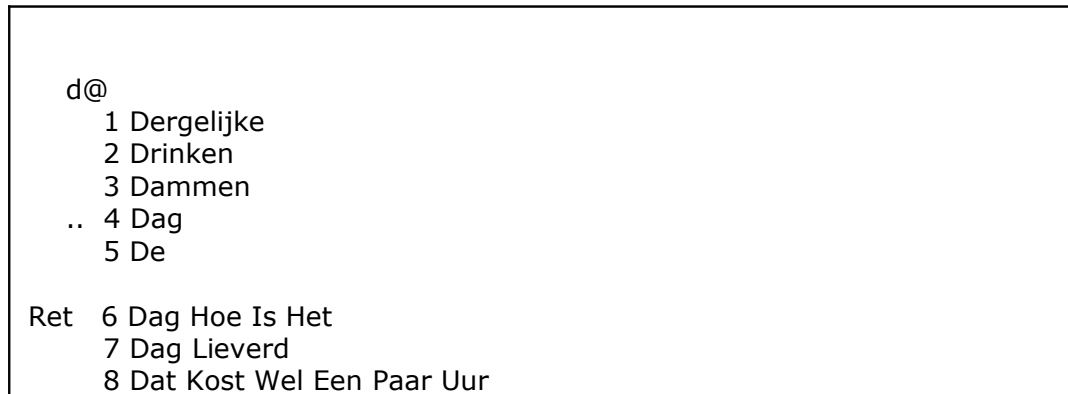 d@
1 Dergelijke
2 Drinken
3 Dammen
.. 4 Dag
5 De
Ret 6 Dag Hoe Is Het
7 Dag Lieverd
8 Dat Kost Wel Een Paar Uur